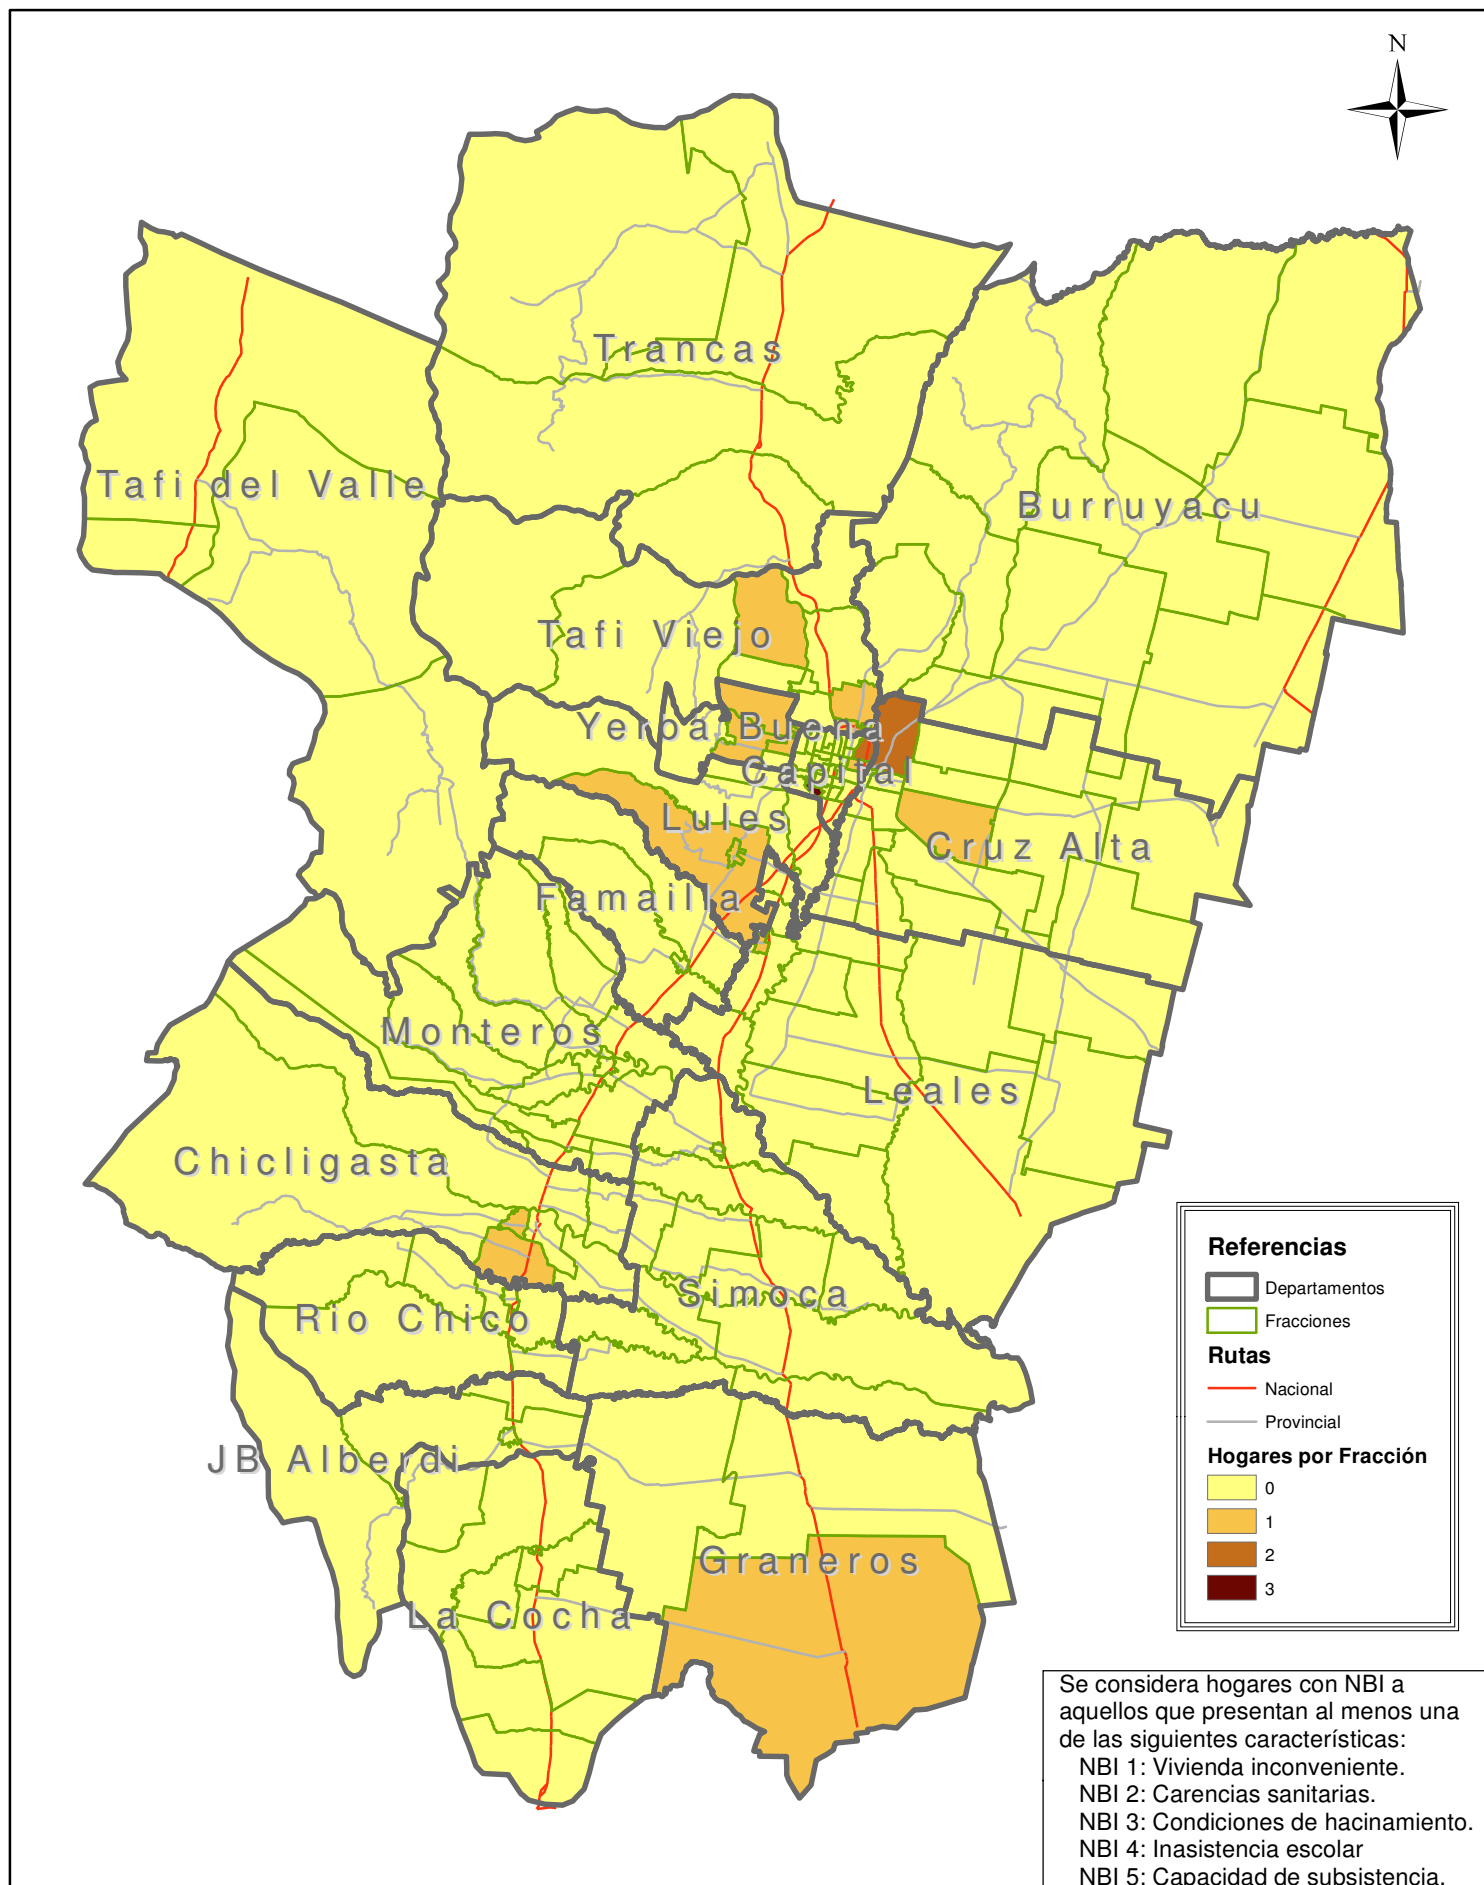 N
Trancas
Tafi del Valle
Burruyacu
Tafi Viejo
Yerba Buena
Capital
Lules
Cruz Alta
Famailla
Monteros
Leales
Chicligasta
Simoca
Rio Chico
JB Alberdi
Graneros
La Cocha
Referencias
Departamentos
Fracciones
Rutas
Nacional
Provincial
Hogares por Fracción
0
1
2
3
Se considera hogares con NBI a
aquellos que presentan al menos una
de las siguientes características:
NBI 1: Vivienda inconveniente.
NBI 2: Carencias sanitarias.
NBI 3: Condiciones de hacinamiento.
NBI 4: Inasistencia escolar
NBI 5: Capacidad de subsistencia.